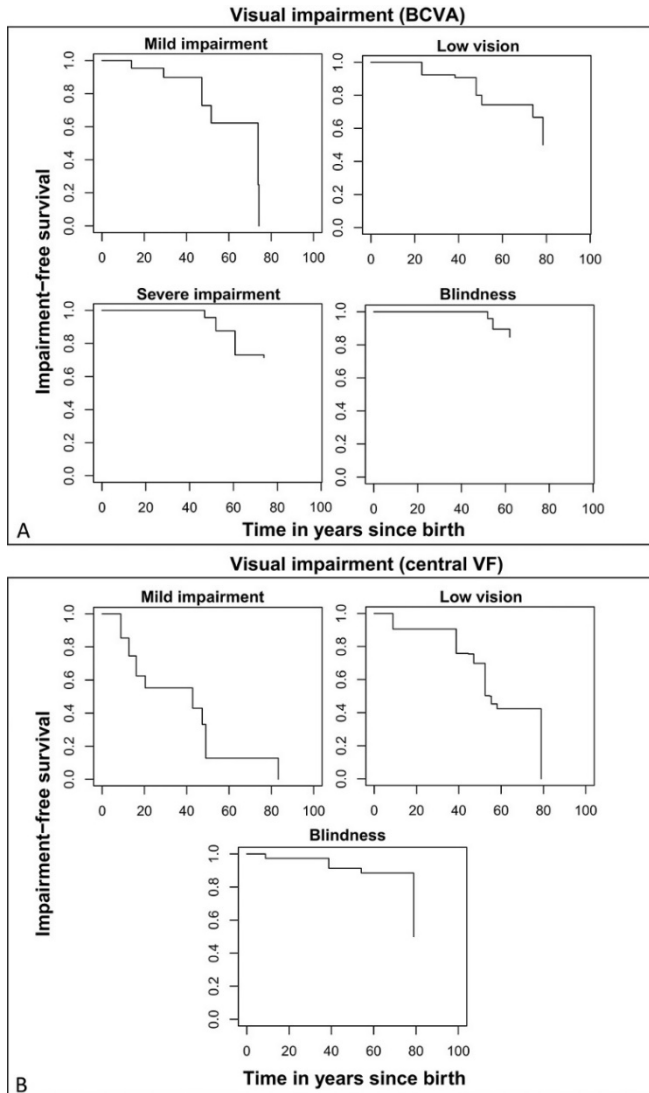 Visual impairment (BCVA)
Mild impairment
Low vision
1.0
0.8
0.6
0.4
0.2
0.0
0 20 40 60 80 100
1.0
0.8
0.6
0.4
0.2
0.0
0 20 40 60 80 100
Impairment-free survival
Severe impairment
Blindness
1.0
0.8
0.6
0.4
0.2
0.0
0 20 40 60 80 100
1.0
0.8
0.6
0.4
0.2
0.0
0 20 40 60 80 100
A
Time in years since birth
Visual impairment (central VF)
Mild impairment
Low vision
1.0
0.8
0.6
0.4
0.2
0.0
0 20 40 60 80 100
1.0
0.8
0.6
0.4
0.2
0.0
0 20 40 60 80 100
Impairment-free survival
Blindness
1.0
0.8
0.6
0.4
0.2
0.0
0 20 40 60 80 100
Time in years since birth
B